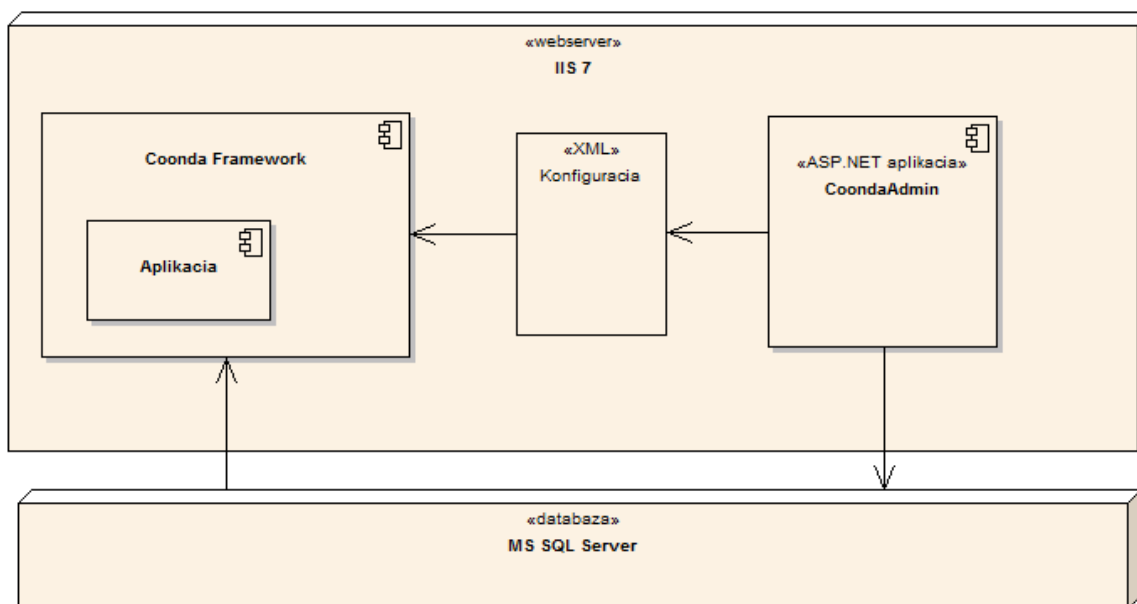 «webserver»
IIS 7
Coonda Framework
Aplikacia
«XML»
Konfiguracia
«ASP.NET aplikacia»
CoondaAdmin
«databaza»
MS SQL Server